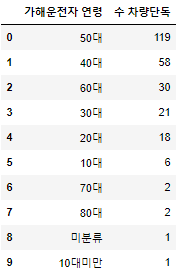 가해운전자 연령 수 차량단독
0 50대 119
1 40대 58
2 60대 30
3 30대 21
4 20대 18
5 10대 6
6 70대 2
7 80대 2
8 미분류 1
9 10대미만 1